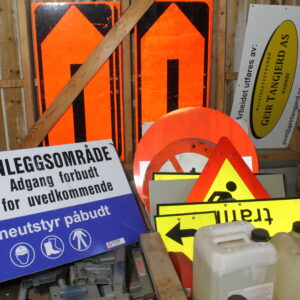 NLEGGSOMRÅDE
Adgang forbudt
for uvedkommende
neutstyr påbudt
Arbeidet utføres av:
GEIR TANGJERD AS
trafi